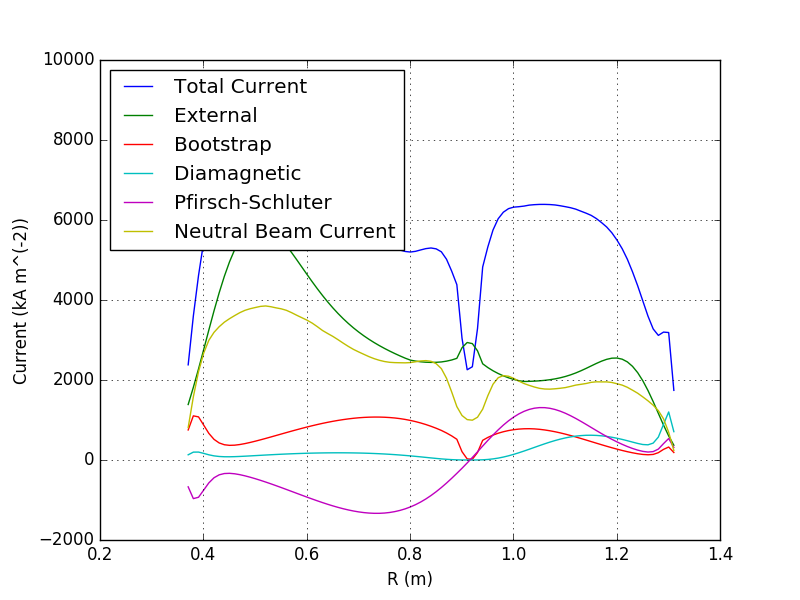 10000
8000
6000
4000
2000
0
−2000
0.2
0.4
0.6
0.8
1.0
1.2
1.4
R (m)
Current (kA m^(-2))
Total Current
External
Bootstrap
Diamagnetic
Pfirsch-Schluter
Neutral Beam Current